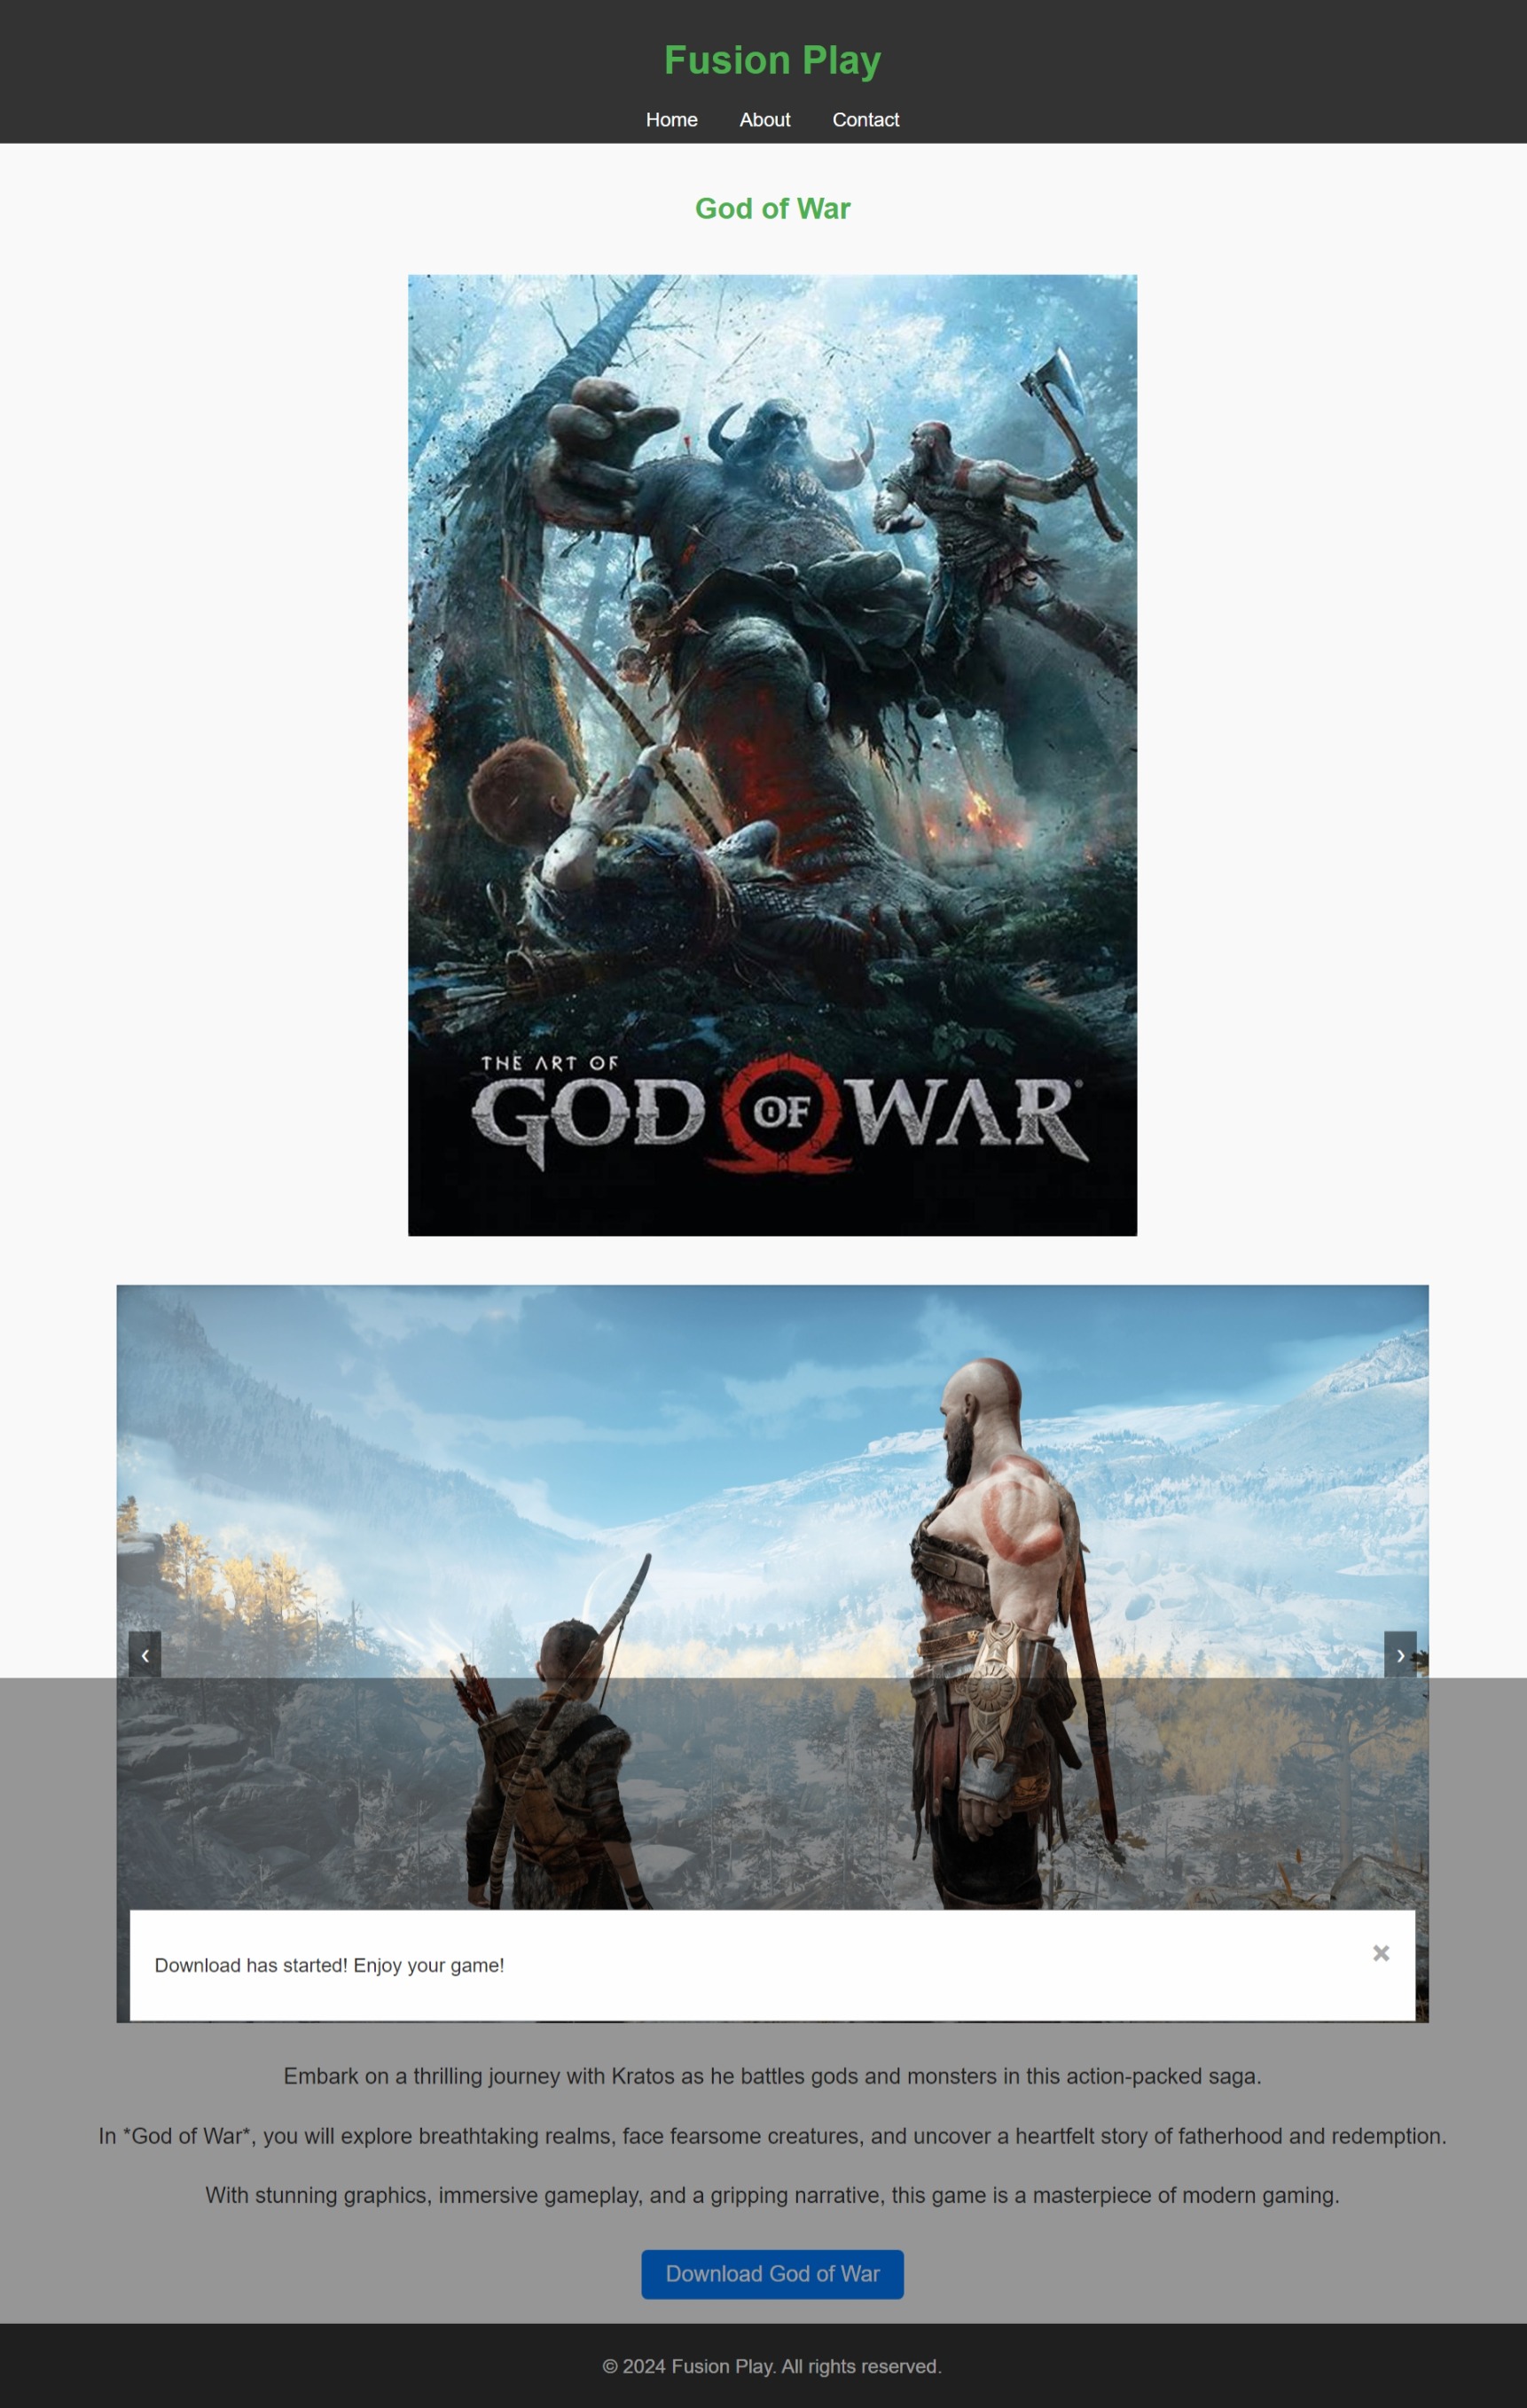 Fusion Play
Home About Contact
God of War
THE ART OF
GOD OF WAR®
‹ ›
Download has started! Enjoy your game! ×
Embark on a thrilling journey with Kratos as he battles gods and monsters in this action-packed saga.
In *God of War*, you will explore breathtaking realms, face fearsome creatures, and uncover a heartfelt story of fatherhood and redemption.
With stunning graphics, immersive gameplay, and a gripping narrative, this game is a masterpiece of modern gaming.
Download God of War
© 2024 Fusion Play. All rights reserved.